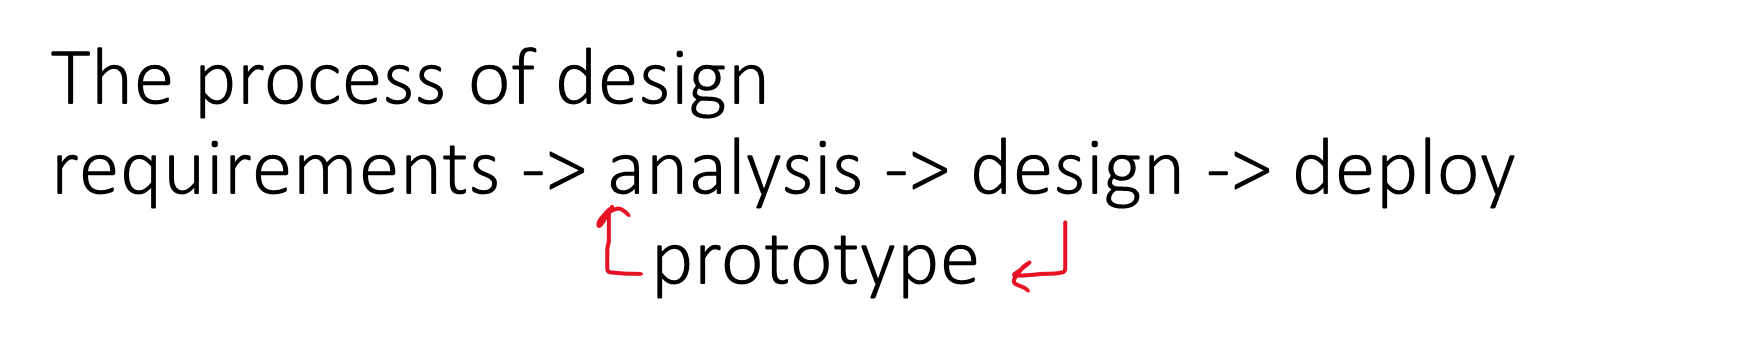 The process of design
requirements -> analysis -> design -> deploy
prototype